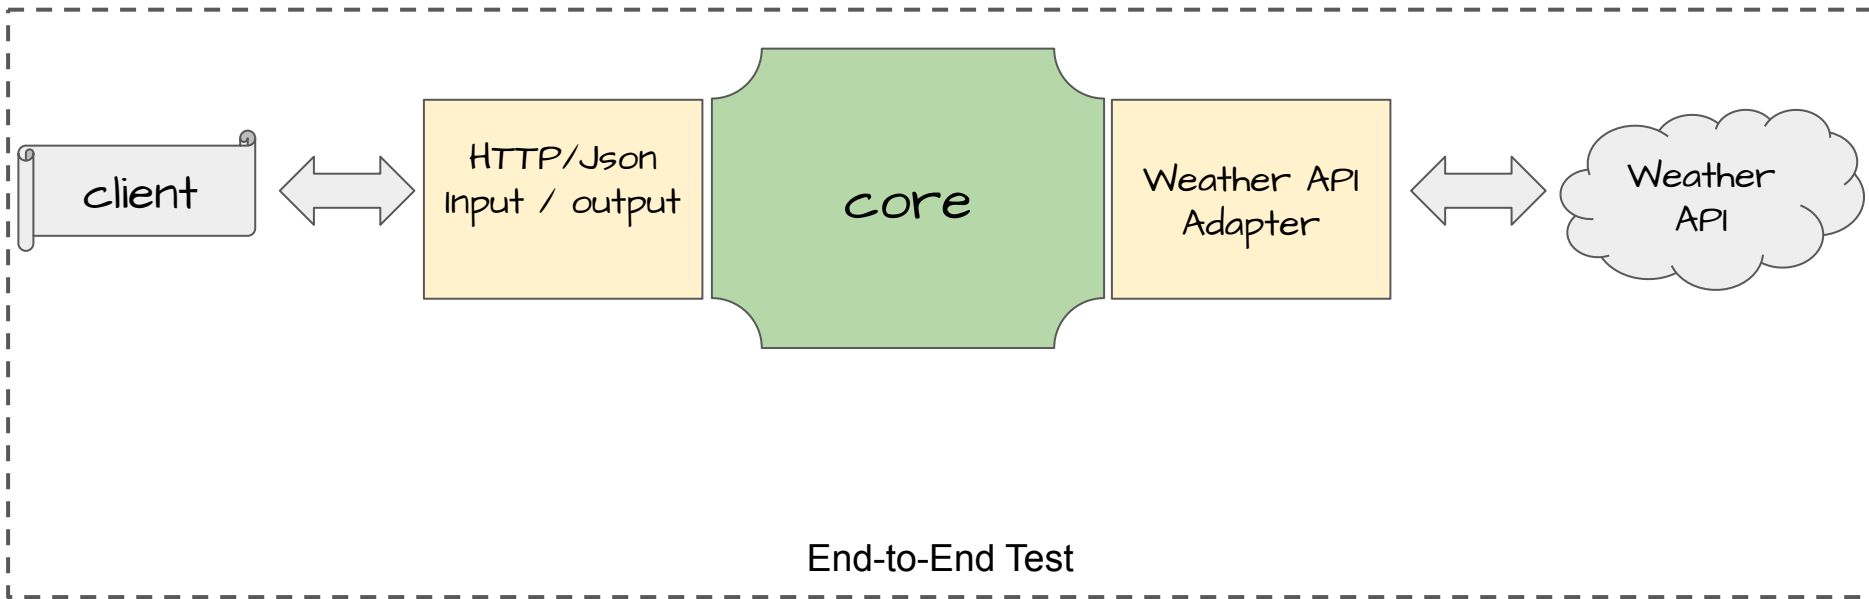 client
HTTP/Json
Input / output
core
Weather API
Adapter
Weather
API
End-to-End Test